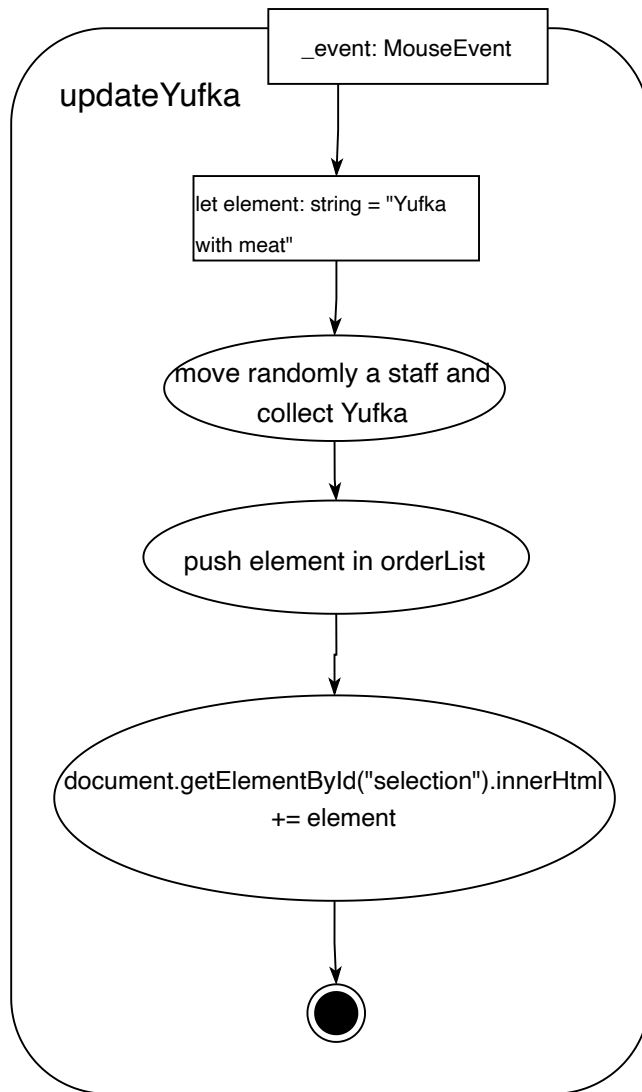 _event: MouseEvent
updateYufka
let element: string = "Yufka
with meat"
move randomly a staff and
collect Yufka
push element in orderList
document.getElementById("selection").innerHtml
+= element